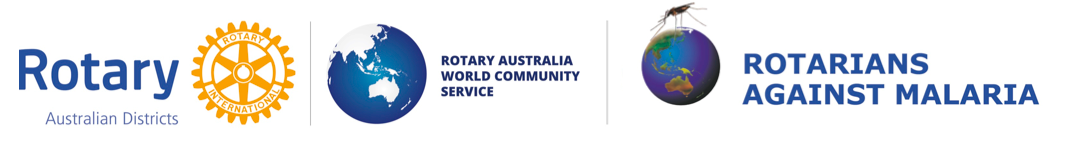 Rotary
Australian Districts
ROTARY
INTERNATIONAL
ROTARY AUSTRALIA
WORLD COMMUNITY
SERVICE
ROTARIANS
AGAINST MALARIA